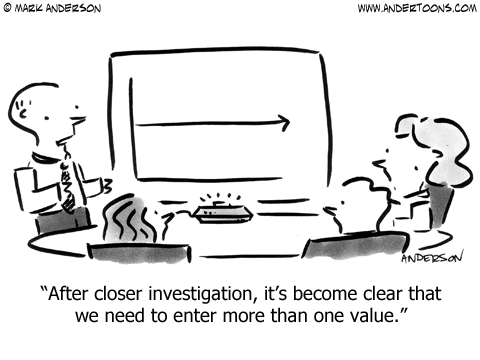 © MARK ANDERSON
WWW.ANDERTOONS.COM
ANDERSON
“After closer investigation, it’s become clear that
we need to enter more than one value.”